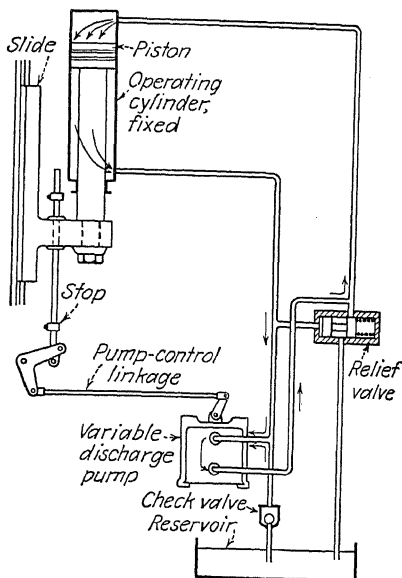 Slide
Piston
Operating
cylinder,
fixed
Stop
Pump-control
linkage
Relief
valve
Variable
discharge
pump
Check valve
Reservoir